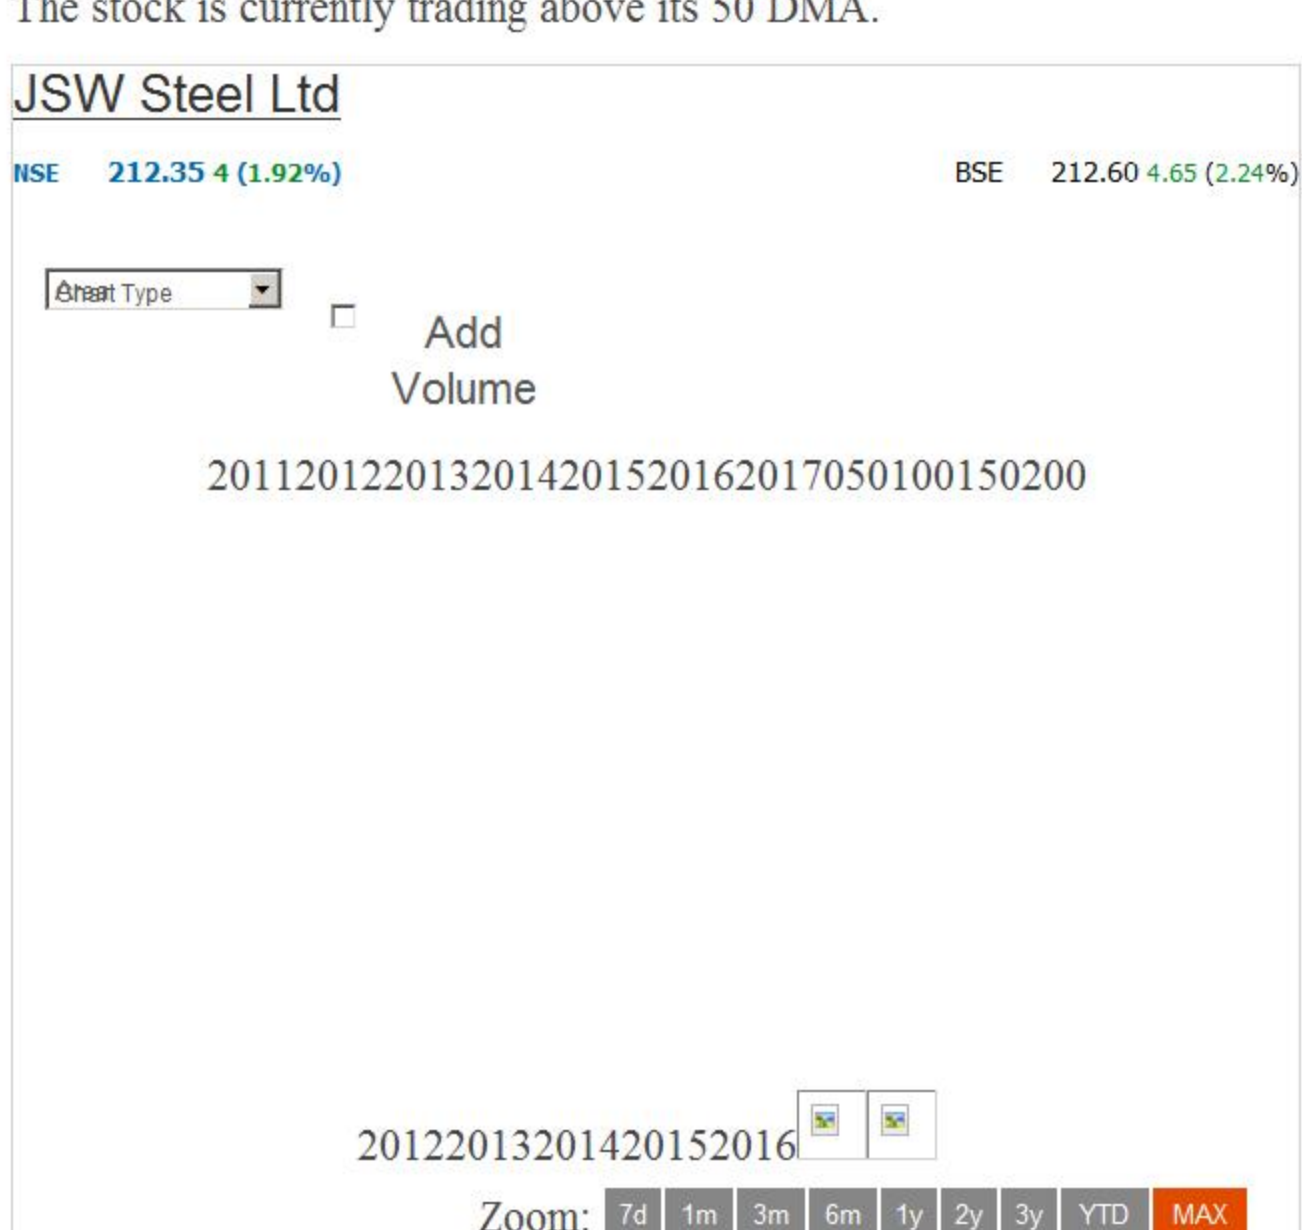 The stock is currently trading above its 50 DMA.
JSW Steel Ltd
NSE 212.35 4 (1.92%) BSE 212.60 4.65 (2.24%)
Chart Type
Add
Volume
2011201220132014201520162017050100150200
20122013201420152016
Zoom: 7d 1m 3m 6m 1y 2y 3y YTD MAX